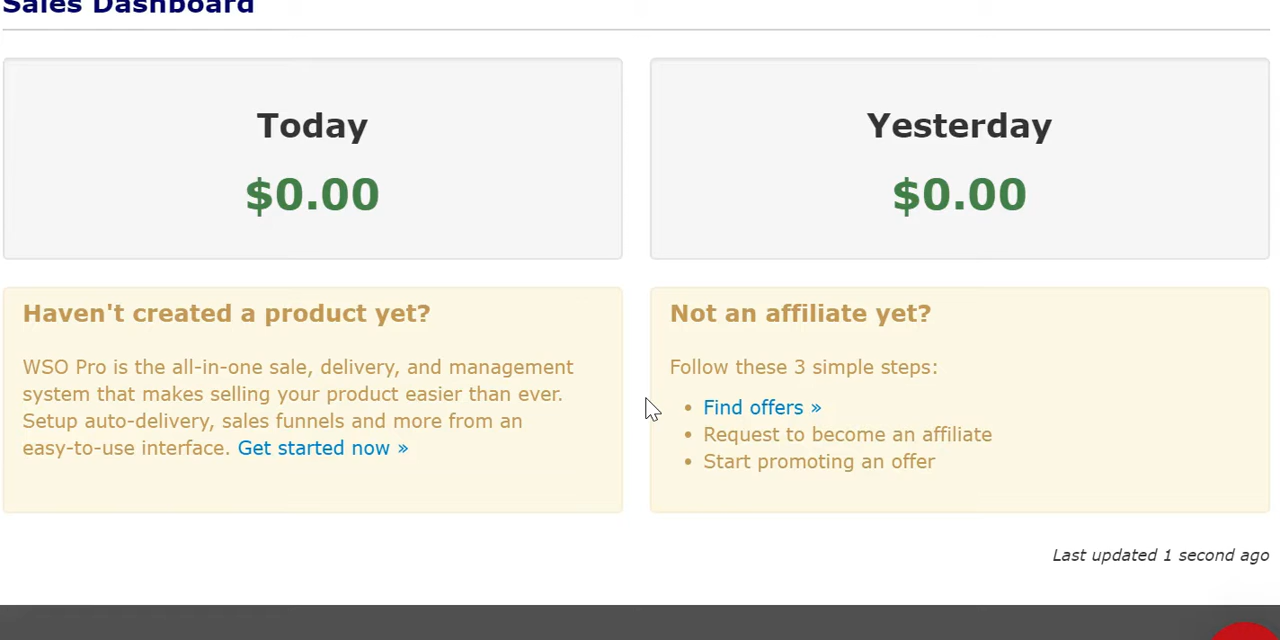 Sales Dashboard
Today
$0.00
Yesterday
$0.00
Haven't created a product yet?
WSO Pro is the all-in-one sale, delivery, and management
system that makes selling your product easier than ever.
Setup auto-delivery, sales funnels and more from an
easy-to-use interface. Get started now »
Not an affiliate yet?
Follow these 3 simple steps:
• Find offers »
• Request to become an affiliate
• Start promoting an offer
Last updated 1 second ago